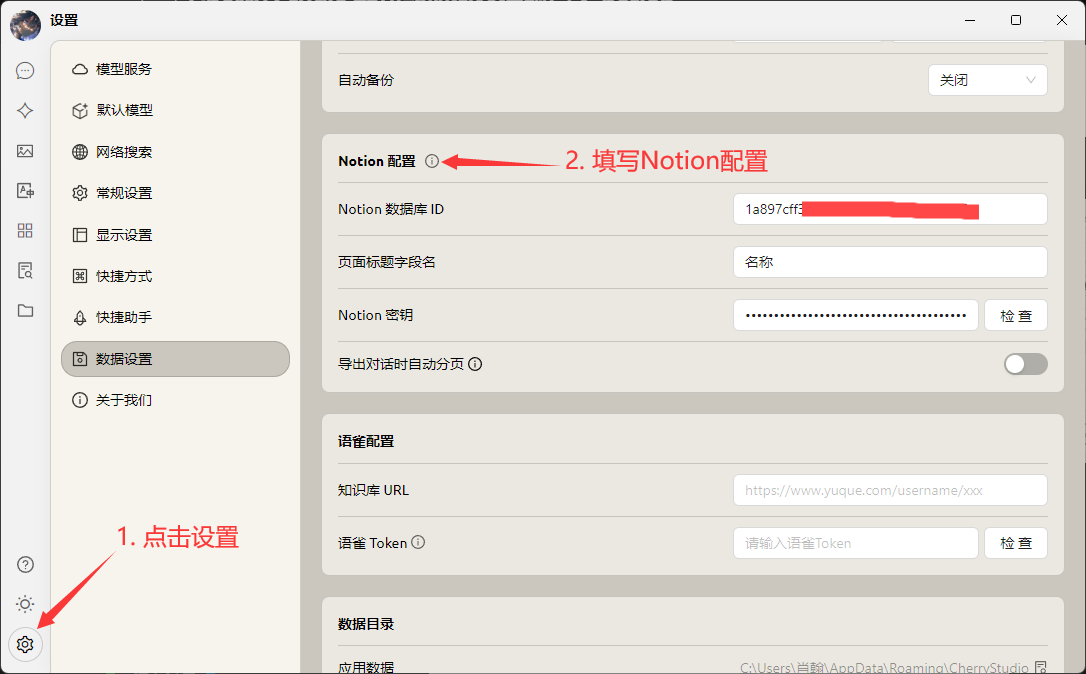 设置
模型服务
默认模型
网络搜索
常规设置
显示设置
快捷方式
快捷助手
数据设置
关于我们
自动备份
关闭
Notion 配置
2. 填写Notion配置
Notion 数据库 ID
1a897cff3
页面标题字段名
名称
Notion 密钥
检 查
导出对话时自动分页
语雀配置
知识库 URL
https://www.yuque.com/username/xxx
语雀 Token
请输入语雀Token
检 查
1. 点击设置
数据目录
应用数据
C:\Users\肖翰\AppData\Roaming\CherryStudio